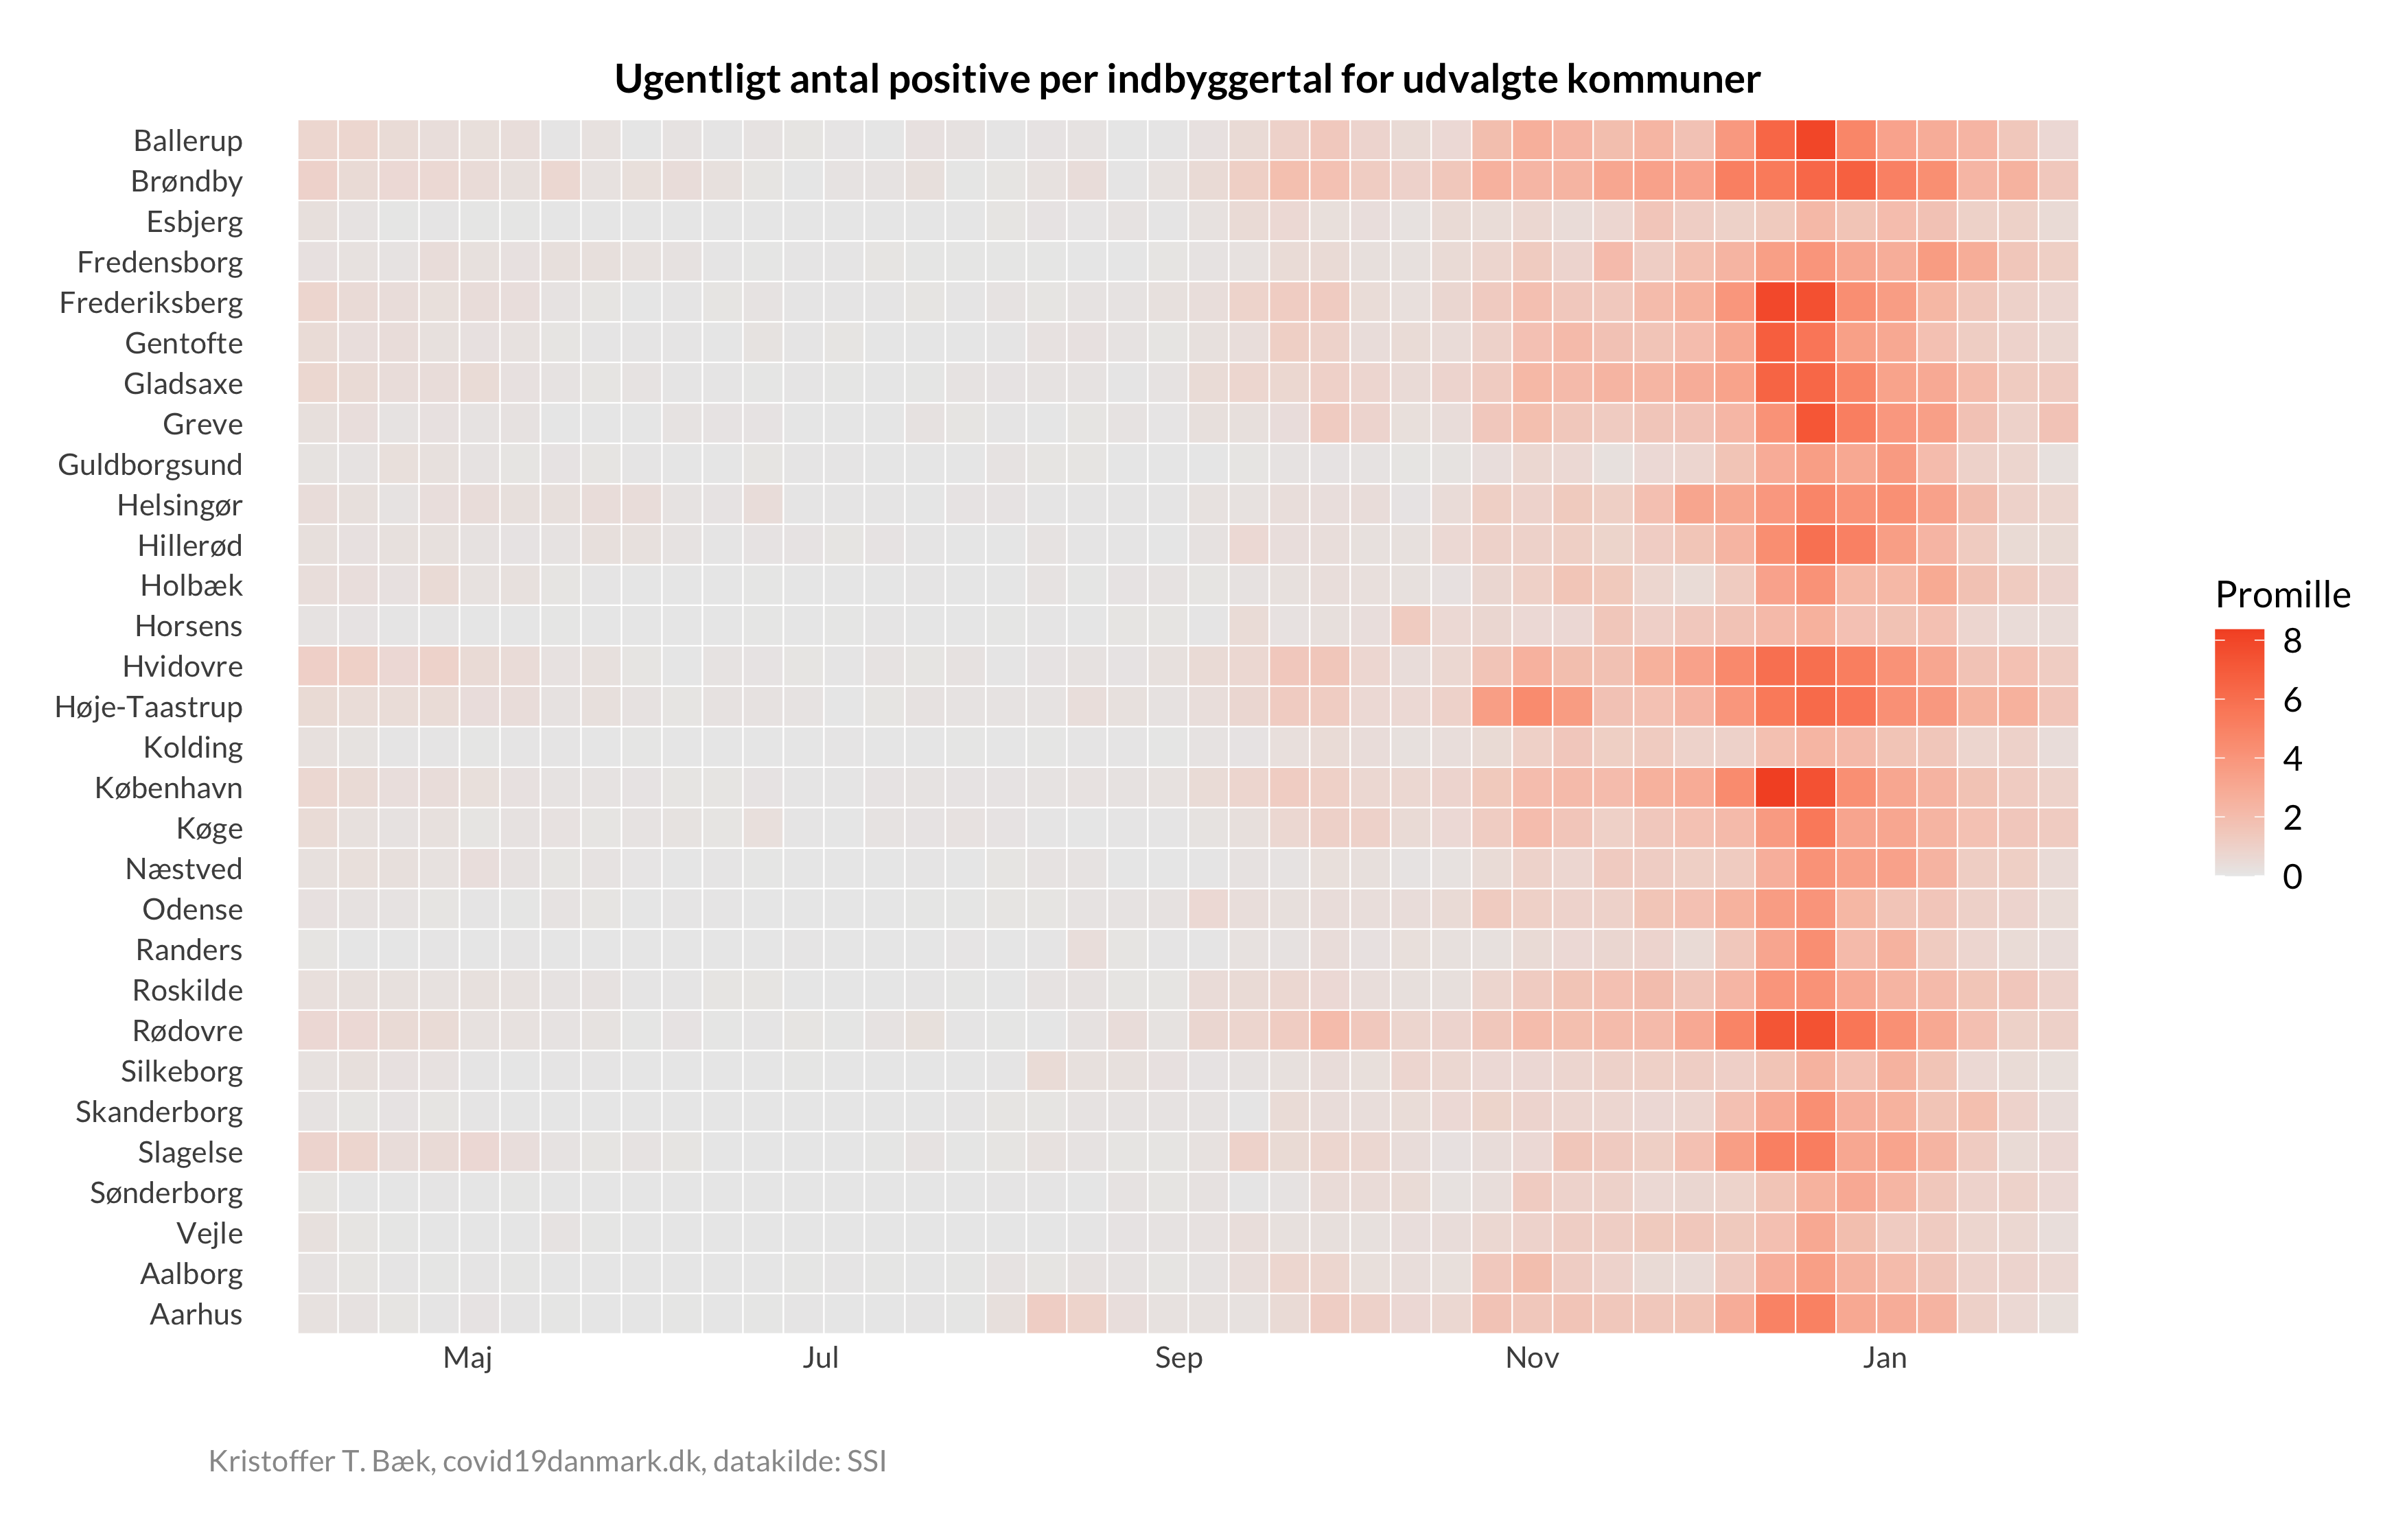 Ugentligt antal positive per indbyggertal for udvalgte kommuner
Ballerup
Brøndby
Esbjerg
Fredensborg
Frederiksberg
Gentofte
Gladsaxe
Greve
Guldborgsund
Helsingør
Hillerød
Holbæk
Horsens
Hvidovre
Høje-Taastrup
Kolding
København
Køge
Næstved
Odense
Randers
Roskilde
Rødovre
Silkeborg
Skanderborg
Slagelse
Sønderborg
Vejle
Aalborg
Aarhus
Maj Jul Sep Nov Jan
Promille
8
6
4
2
0
Kristoffer T. Bæk, covid19danmark.dk, datakilde: SSI